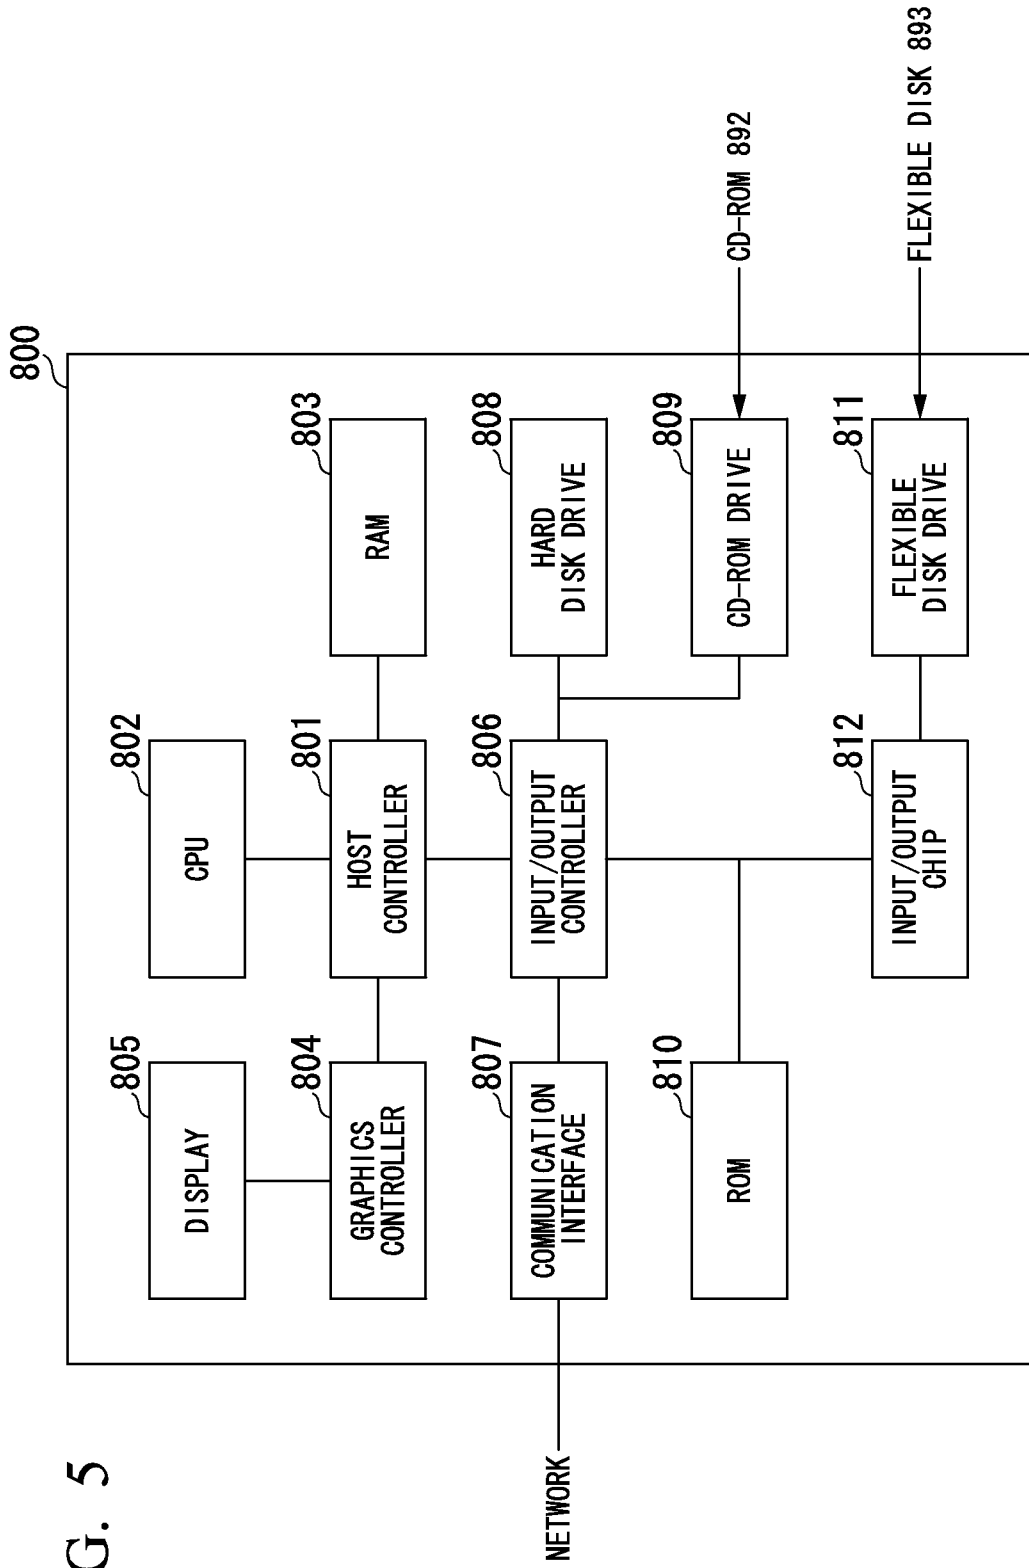 G. 5
800
805
DISPLAY
802
CPU
804
GRAPHICS
CONTROLLER
801
HOST
CONTROLLER
803
RAM
NETWORK
807
COMMUNICATION
INTERFACE
806
INPUT/OUTPUT
CONTROLLER
808
HARD
DISK DRIVE
810
ROM
809
CD-ROM DRIVE
CD-ROM 892
812
INPUT/OUTPUT
CHIP
811
FLEXIBLE
DISK DRIVE
FLEXIBLE DISK 893